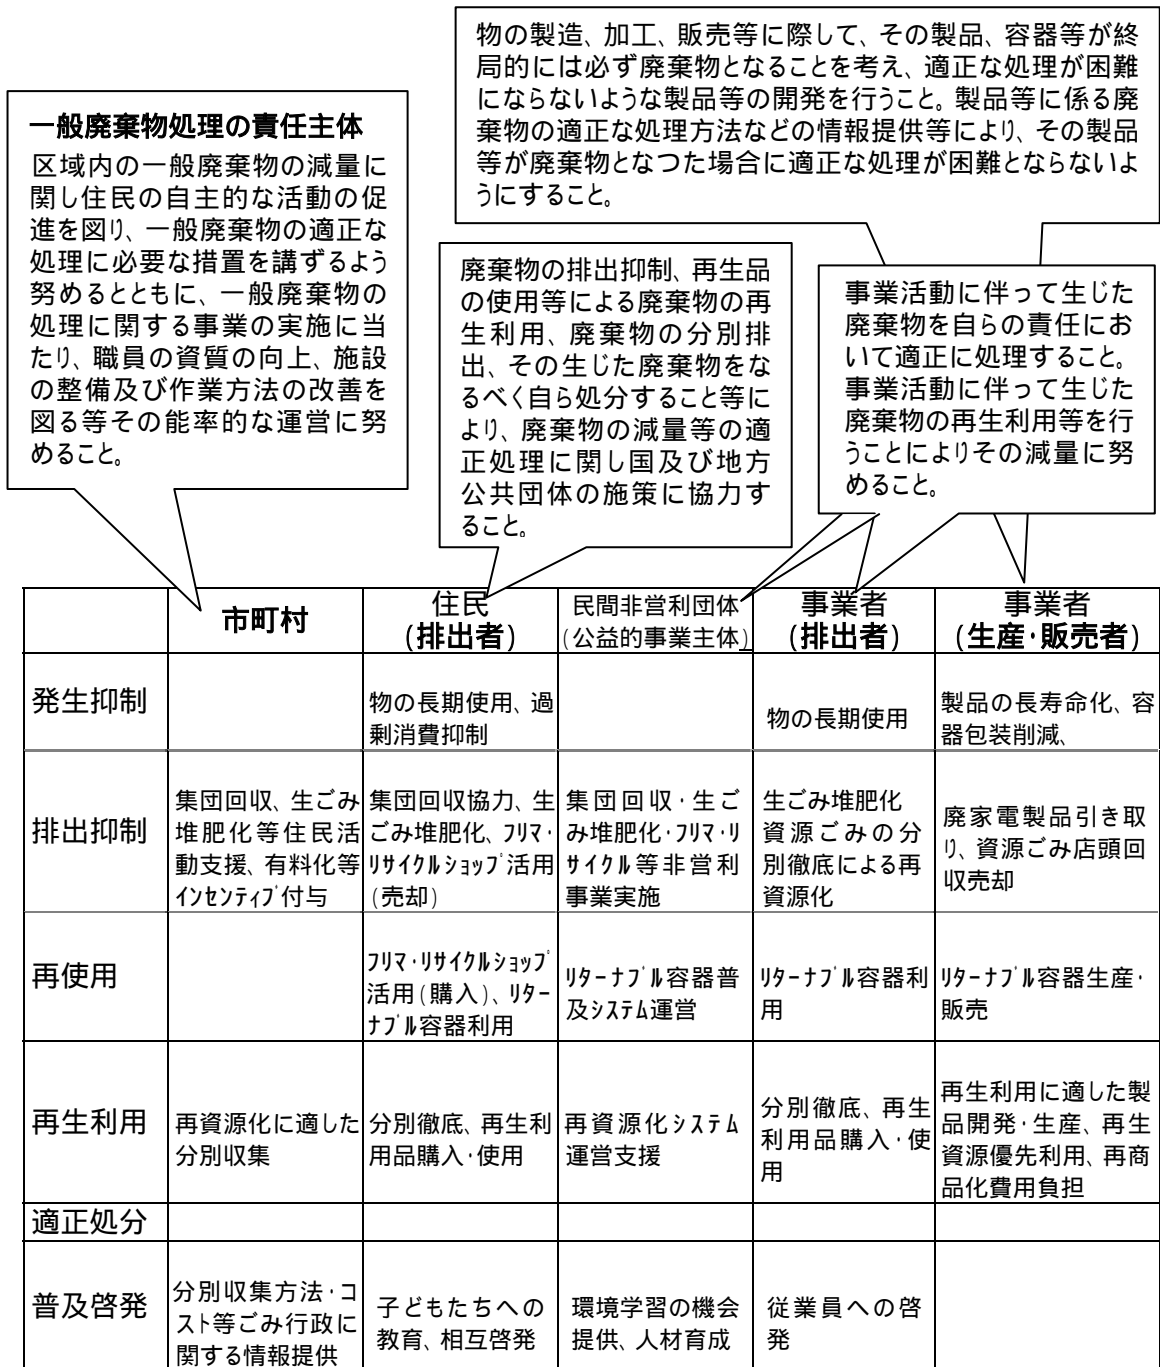 物の製造、加工、販売等に際して、その製品、容器等が終
局的には必ず廃棄物となることを考え、適正な処理が困難
にならないような製品等の開発を行うこと。製品等に係る廃
棄物の適正な処理方法などの情報提供等により、その製品
等が廃棄物となつた場合に適正な処理が困難とならないよ
うにすること。
一般廃棄物処理の責任主体
区域内の一般廃棄物の減量に
関し住民の自主的な活動の促
進を図り、一般廃棄物の適正な
処理に必要な措置を講ずるよう
努めるとともに、一般廃棄物の
処理に関する事業の実施に当
たり、職員の資質の向上、施設
の整備及び作業方法の改善を
図る等その能率的な運営に努
めること。
廃棄物の排出抑制、再生品
の使用等による廃棄物の再
生利用、廃棄物の分別排
出、その生じた廃棄物をな
るべく自ら処分すること等に
より、廃棄物の減量等の適
正処理に関し国及び地方
公共団体の施策に協力す
ること。
事業活動に伴って生じた
廃棄物を自らの責任にお
いて適正に処理すること。
事業活動に伴って生じた
廃棄物の再生利用等を行
うことによりその減量に努
めること。
市町村
住民
(排出者)
民間非営利団体
(公益的事業主体)
事業者
(排出者)
事業者
(生産・販売者)
発生抑制
物の長期使用、過
剰消費抑制
物の長期使用
製品の長寿命化、容
器包装削減、
排出抑制
集団回収、生ごみ
堆肥化等住民活
動支援、有料化等
ｲﾝｾﾝﾃｨﾌﾞ付与
集団回収協力、生
ごみ堆肥化、ﾌﾘﾏ・
ﾘｻｲｸﾙｼｮｯﾌﾟ活用
(売却)
集団回収・生ご
み堆肥化・ﾌﾘﾏ・ﾘ
ｻｲｸﾙ等非営利
事業実施
生ごみ堆肥化
資源ごみの分
別徹底による再
資源化
廃家電製品引き取
り、資源ごみ店頭回
収売却
再使用
ﾌﾘﾏ・ﾘｻｲｸﾙｼｮｯﾌﾟ
活用(購入)、ﾘﾀｰ
ﾅﾌﾞﾙ容器利用
ﾘﾀｰﾅﾌﾞﾙ容器普
及ｼｽﾃﾑ運営
ﾘﾀｰﾅﾌﾞﾙ容器利
用
ﾘﾀｰﾅﾌﾞﾙ容器生産・
販売
再生利用
再資源化に適した
分別収集
分別徹底、再生利
用品購入・使用
再資源化ｼｽﾃﾑ
運営支援
分別徹底、再生
利用品購入・使
用
再生利用に適した製
品開発・生産、再生
資源優先利用、再商
品化費用負担
適正処分
普及啓発
分別収集方法・コ
ｽﾄ等ごみ行政に
関する情報提供
子どもたちへの
教育、相互啓発
環境学習の機会
提供、人材育成
従業員への啓
発